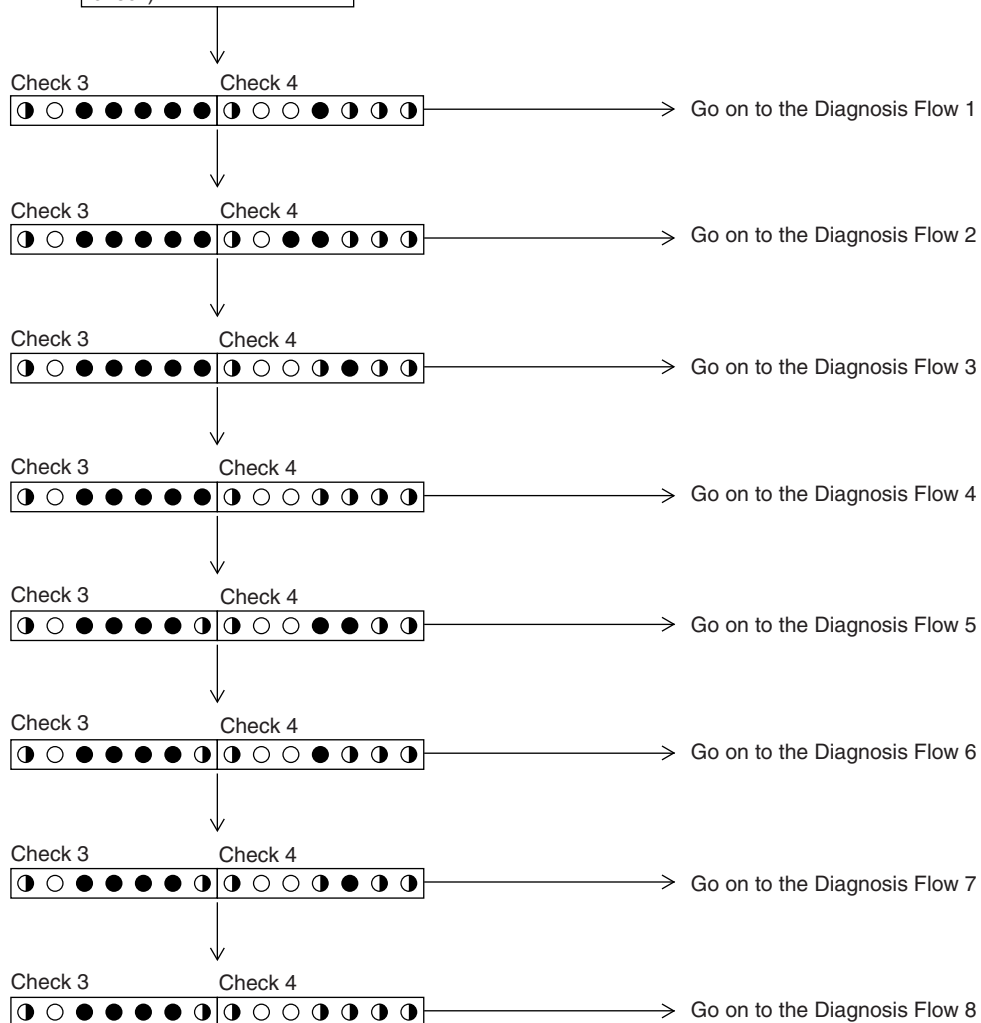 Check 3 Check 4
Go on to the Diagnosis Flow 1
Check 3 Check 4
Go on to the Diagnosis Flow 2
Check 3 Check 4
Go on to the Diagnosis Flow 3
Check 3 Check 4
Go on to the Diagnosis Flow 4
Check 3 Check 4
Go on to the Diagnosis Flow 5
Check 3 Check 4
Go on to the Diagnosis Flow 6
Check 3 Check 4
Go on to the Diagnosis Flow 7
Check 3 Check 4
Go on to the Diagnosis Flow 8